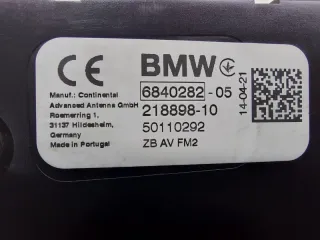 CE BMW
Manuf.: Continental
Advanced Antenna GmbH
Roemerring 1,
31137 Hildesheim,
Germany
Made in Portugal
6840282 - 05
218898-10
50110292
ZB AV FM2
14-04-21